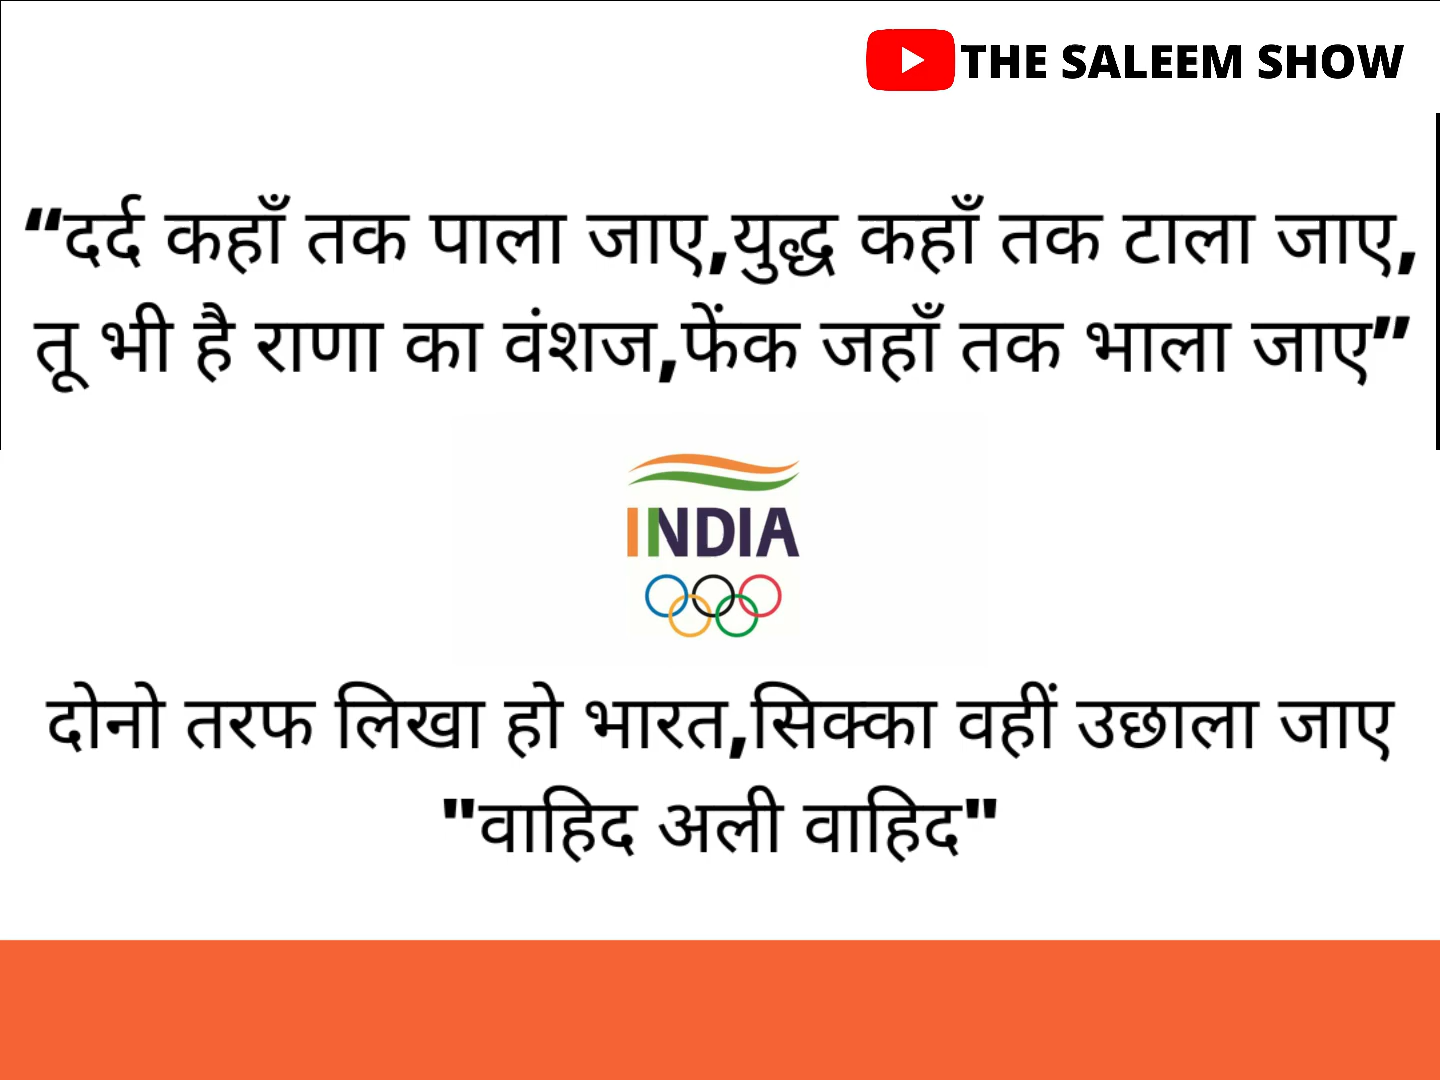 THE SALEEM SHOW
“दर्द कहाँ तक पाला जाए,युद्ध कहाँ तक टाला जाए,
तू भी है राणा का वंशज,फेंक जहाँ तक भाला जाए”
INDIA
दोनो तरफ लिखा हो भारत,सिक्का वहीं उछाला जाए
"वाहिद अली वाहिद"